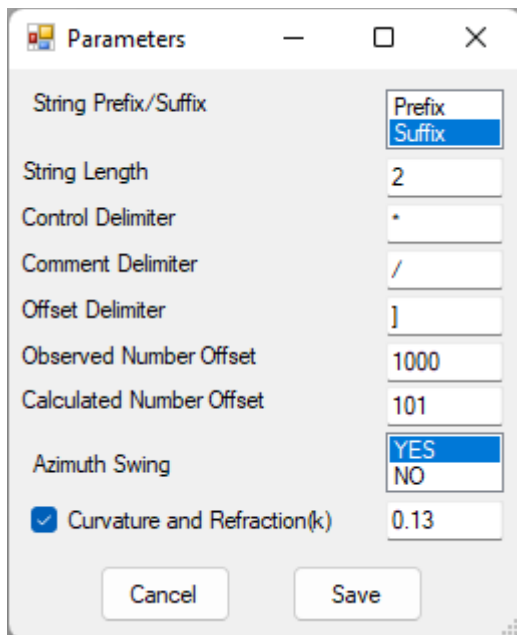 Parameters
String Prefix/Suffix
Prefix
Suffix
String Length 2
Control Delimiter *
Comment Delimiter /
Offset Delimiter ]
Observed Number Offset 1000
Calculated Number Offset 101
Azimuth Swing
YES
NO
Curvature and Refraction(k) 0.13
Cancel Save